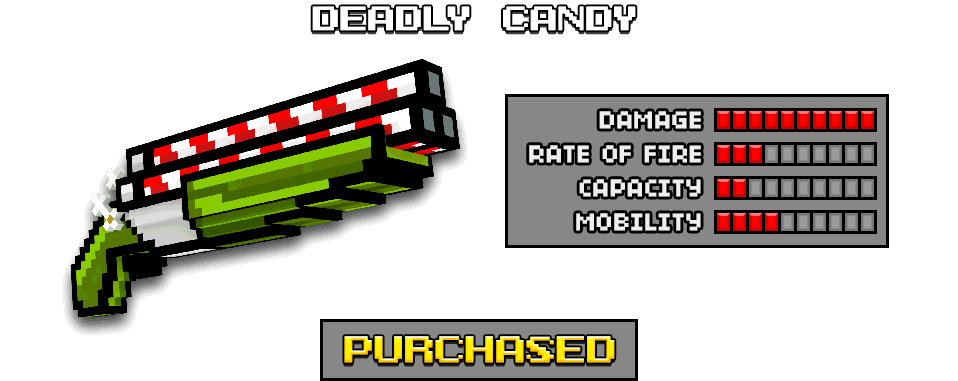 DEADLY CANDY
DAMAGE
RATE OF FIRE
CAPACITY
MOBILITY
PURCHASED